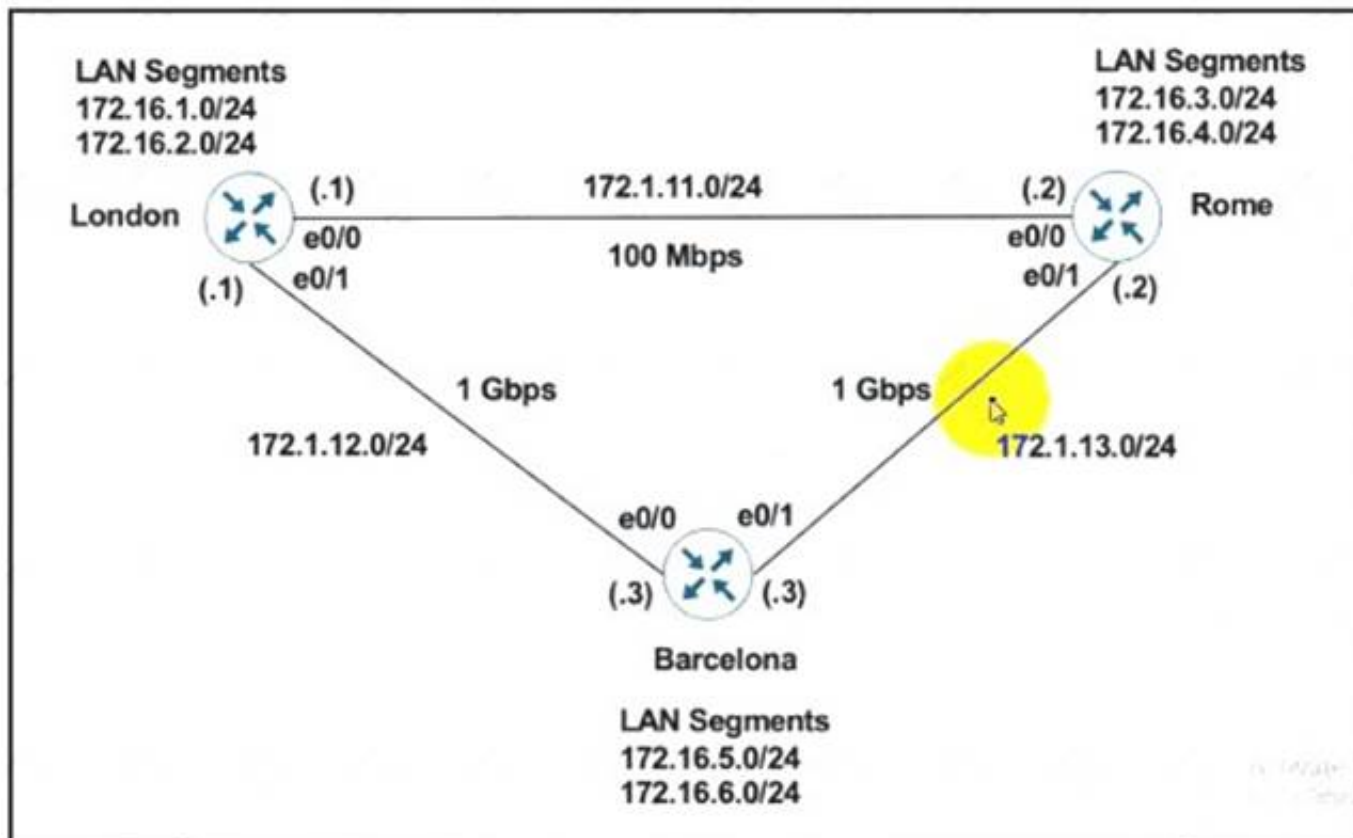 LAN Segments
172.16.1.0/24
172.16.2.0/24
LAN Segments
172.16.3.0/24
172.16.4.0/24
London
(.1)
172.1.11.0/24
(.2)
Rome
e0/0
100 Mbps
e0/0
(.1)
e0/1
e0/1
(.2)
1 Gbps
1 Gbps
172.1.12.0/24
172.1.13.0/24
e0/0
e0/1
(.3)
(.3)
Barcelona
LAN Segments
172.16.5.0/24
172.16.6.0/24